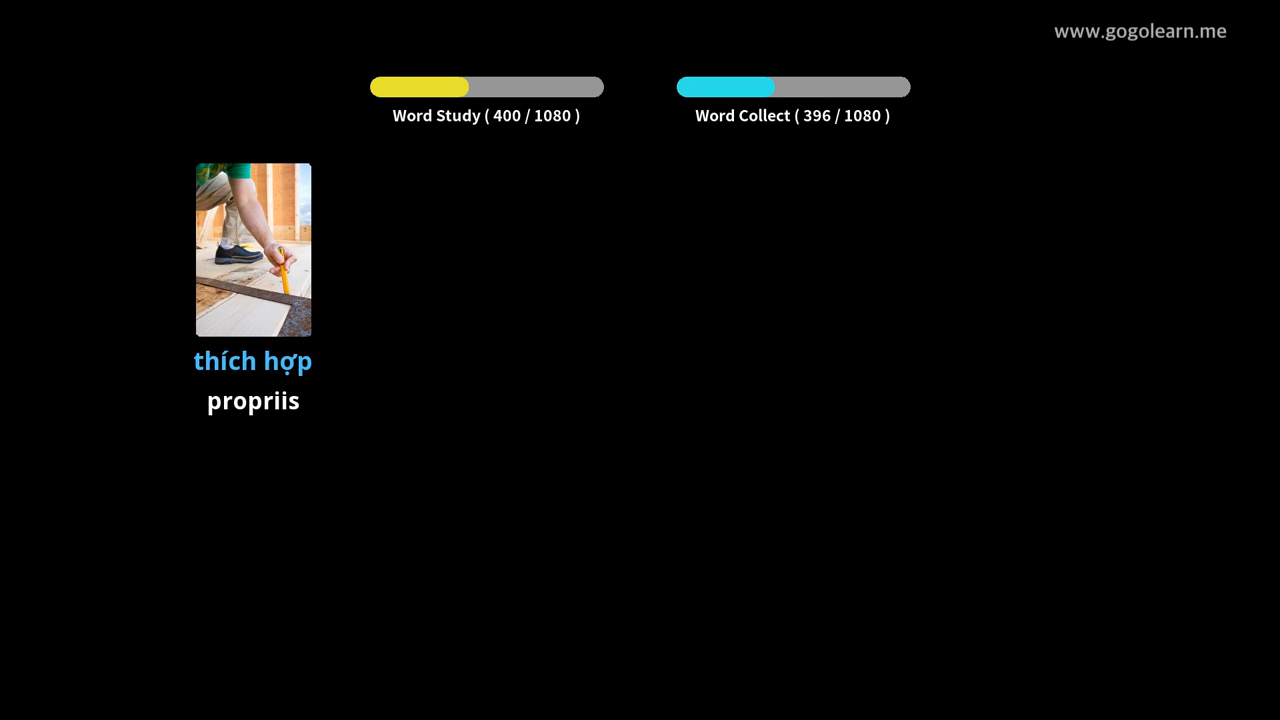 www.gogolearn.me
Word Study ( 400 / 1080 )
Word Collect ( 396 / 1080 )
thích hợp
propriis